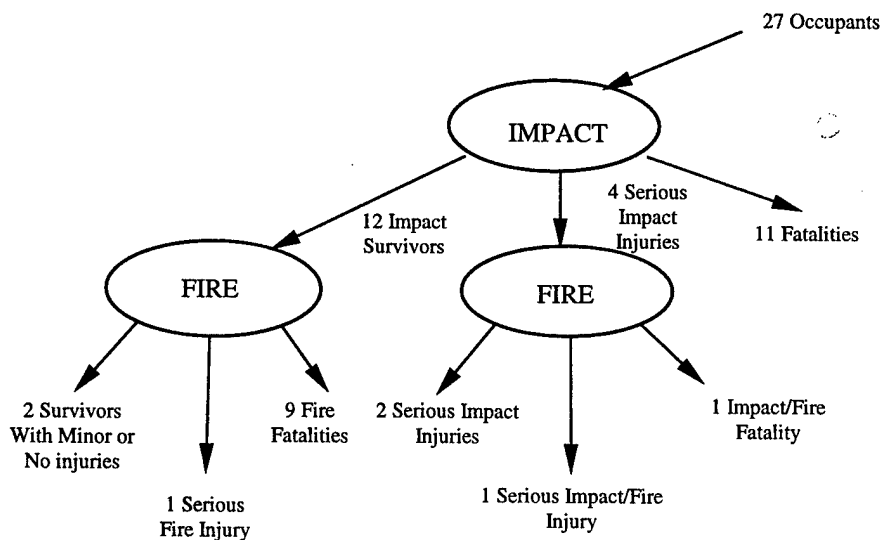 27 Occupants
IMPACT
12 Impact
Survivors
4 Serious
Impact
Injuries
11 Fatalities
FIRE
FIRE
2 Survivors
With Minor or
No injuries
9 Fire
Fatalities
2 Serious Impact
Injuries
1 Impact/Fire
Fatality
1 Serious
Fire Injury
1 Serious Impact/Fire
Injury